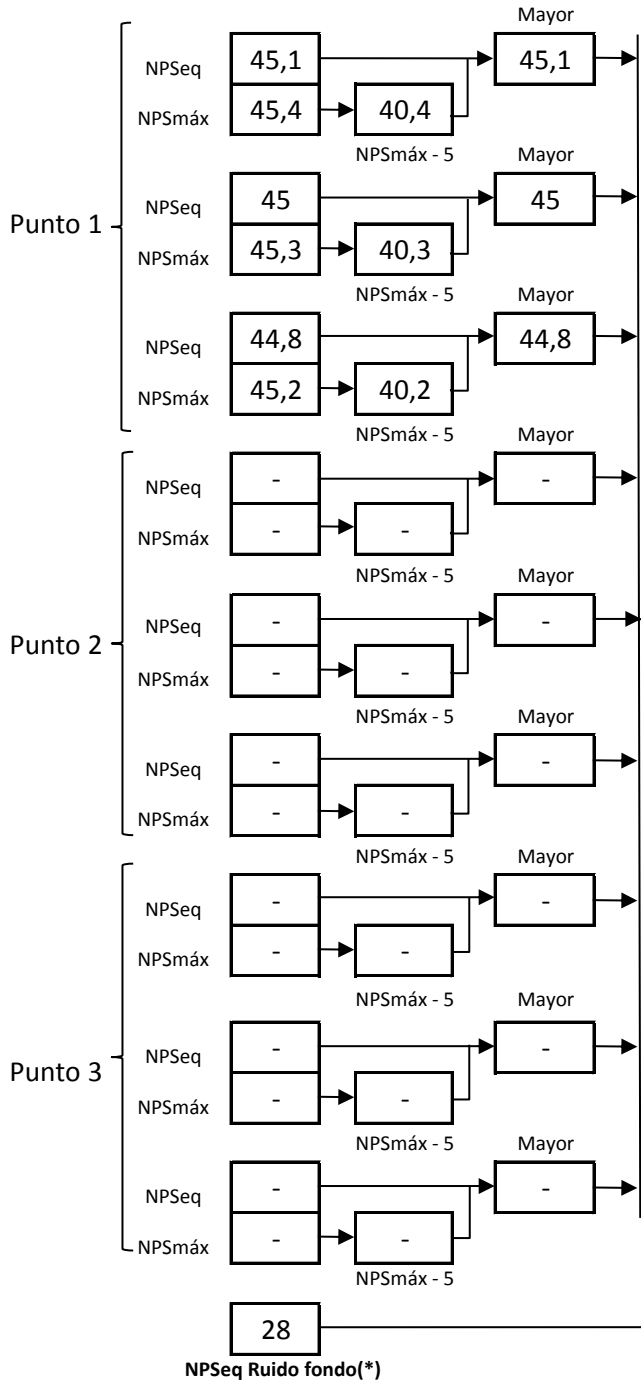 Mayor
NPSeq 45,1 45,1
NPSmáx 45,4 40,4
NPSmáx - 5 Mayor
Punto 1
NPSeq 45 45
NPSmáx 45,3 40,3
NPSmáx - 5 Mayor
NPSeq 44,8 44,8
NPSmáx 45,2 40,2
NPSmáx - 5 Mayor
NPSeq - -
NPSmáx - -
NPSmáx - 5 Mayor
Punto 2
NPSeq - -
NPSmáx - -
NPSmáx - 5 Mayor
NPSeq - -
NPSmáx - -
NPSmáx - 5 Mayor
NPSeq - -
NPSmáx - -
NPSmáx - 5 Mayor
Punto 3
NPSeq - -
NPSmáx - -
NPSmáx - 5 Mayor
NPSeq - -
NPSmáx - -
NPSmáx - 5
28
NPSeq Ruido fondo(*)